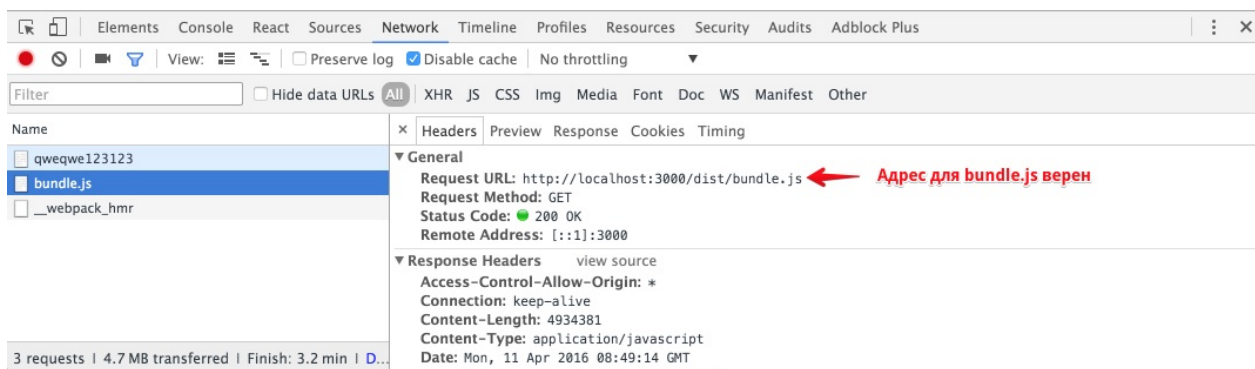 Elements Console React Sources Network Timeline Profiles Resources Security Audits Adblock Plus
View: Preserve log Disable cache No throttling
Filter Hide data URLs All XHR JS CSS Img Media Font Doc WS Manifest Other
Name
Headers Preview Response Cookies Timing
qweqwe123123
bundle.js
__webpack_hmr
General
Request URL: http://localhost:3000/dist/bundle.js Адрес для bundle.js верен
Request Method: GET
Status Code: 200 OK
Remote Address: [::1]:3000
Response Headers view source
Access-Control-Allow-Origin: *
Connection: keep-alive
Content-Length: 4934381
Content-Type: application/javascript
Date: Mon, 11 Apr 2016 08:49:14 GMT
3 requests | 4.7 MB transferred | Finish: 3.2 min | D...